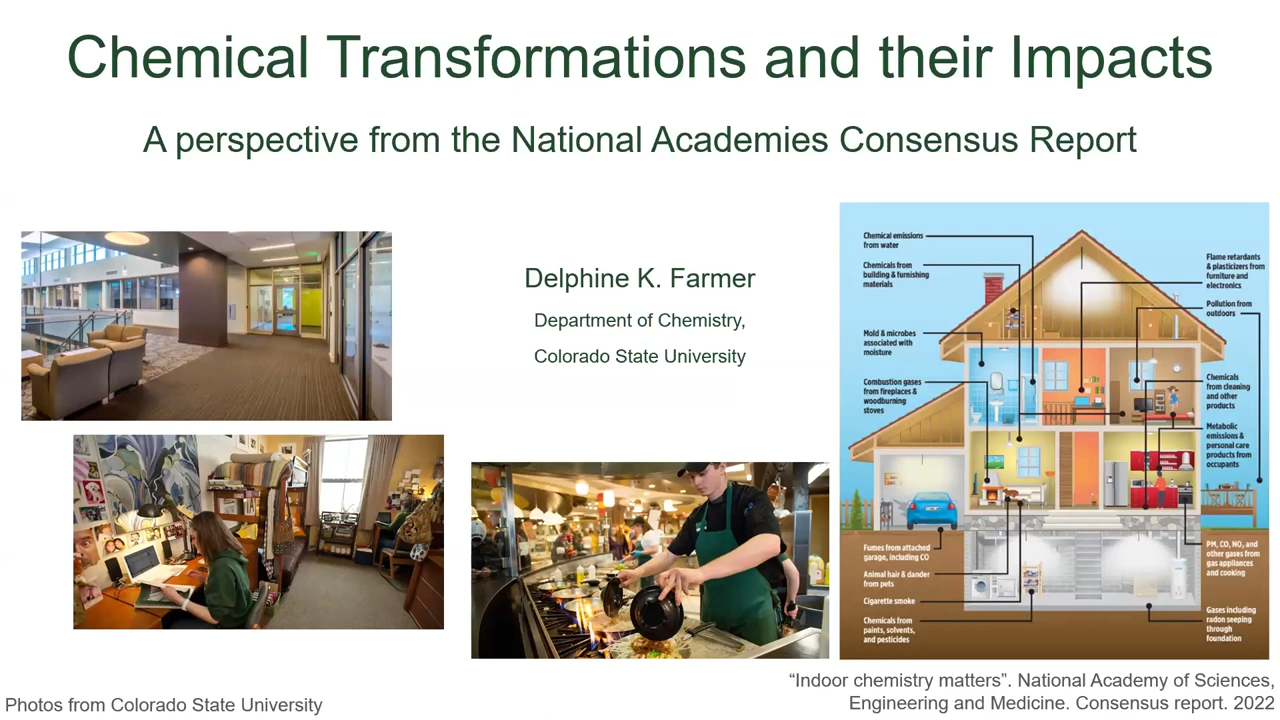 Chemical Transformations and their Impacts
A perspective from the National Academies Consensus Report
Delphine K. Farmer
Department of Chemistry,
Colorado State University
Chemical emissions
from water
Chemicals from
building & furnishing
materials
Mold & microbes
associated with
moisture
Combustion gases
from fireplaces &
woodburning
stoves
Fumes from attached
garage, including CO
Animal hair & dander
from pets
Cigarette smoke
Chemicals from
paints, solvents,
and pesticides
Flame retardants
& plasticizers from
furniture and
electronics
Pollution from
outdoors
Chemicals
from cleaning
and other
products
Metabolic
emissions &
personal care
products from
occupants
PM, CO, NO₂ and
other gases from
gas appliances
and cooking
Gases including
radon seeping
through
foundation
Photos from Colorado State University
“Indoor chemistry matters”. National Academy of Sciences,
Engineering and Medicine. Consensus report. 2022